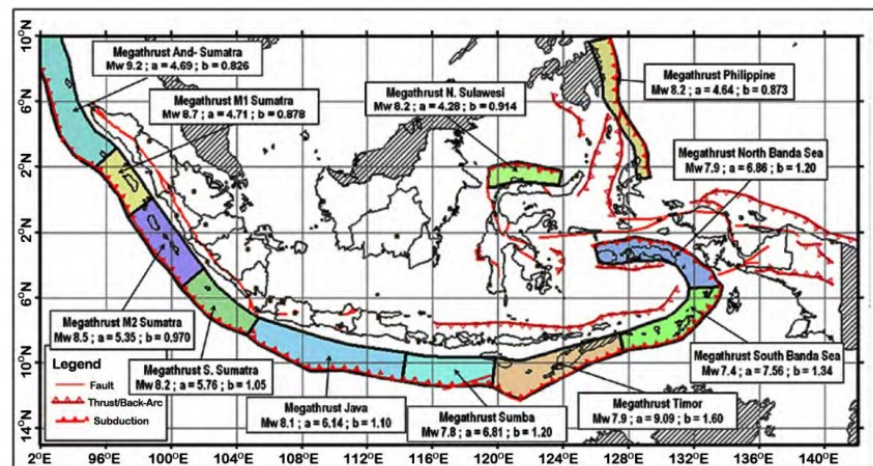 10°N
6°N
2°N
2°S
6°S
10°S
14°S
Megathrust And- Sumatra
Mw 9.2 ; a = 4.69 ; b = 0.826
Megathrust M1 Sumatra
Mw 8.7 ; a = 4.71 ; b = 0.878
Megathrust N. Sulawesi
Mw 8.2 ; a = 4.28 ; b = 0.914
Megathrust Philippine
Mw 8.2 ; a = 4.64 ; b = 0.873
Megathrust North Banda Sea
Mw 7.9 ; a = 6.86 ; b = 1.20
Megathrust M2 Sumatra
Mw 8.5 ; a = 5.35 ; b = 0.970
Megathrust S. Sumatra
Mw 8.2 ; a = 5.76 ; b = 1.05
Megathrust Java
Mw 8.1 ; a = 6.14 ; b = 1.10
Megathrust Sumba
Mw 7.8 ; a = 6.81 ; b = 1.20
Megathrust Timor
Mw 7.9 ; a = 9.09 ; b = 1.60
Megathrust South Banda Sea
Mw 7.4 ; a = 7.56 ; b = 1.34
Legend
Fault
Thrust/Back-Arc
Subduction
2°E 96°E 100°E 104°E 108°E 112°E 116°E 120°E 124°E 128°E 132°E 136°E 140°E